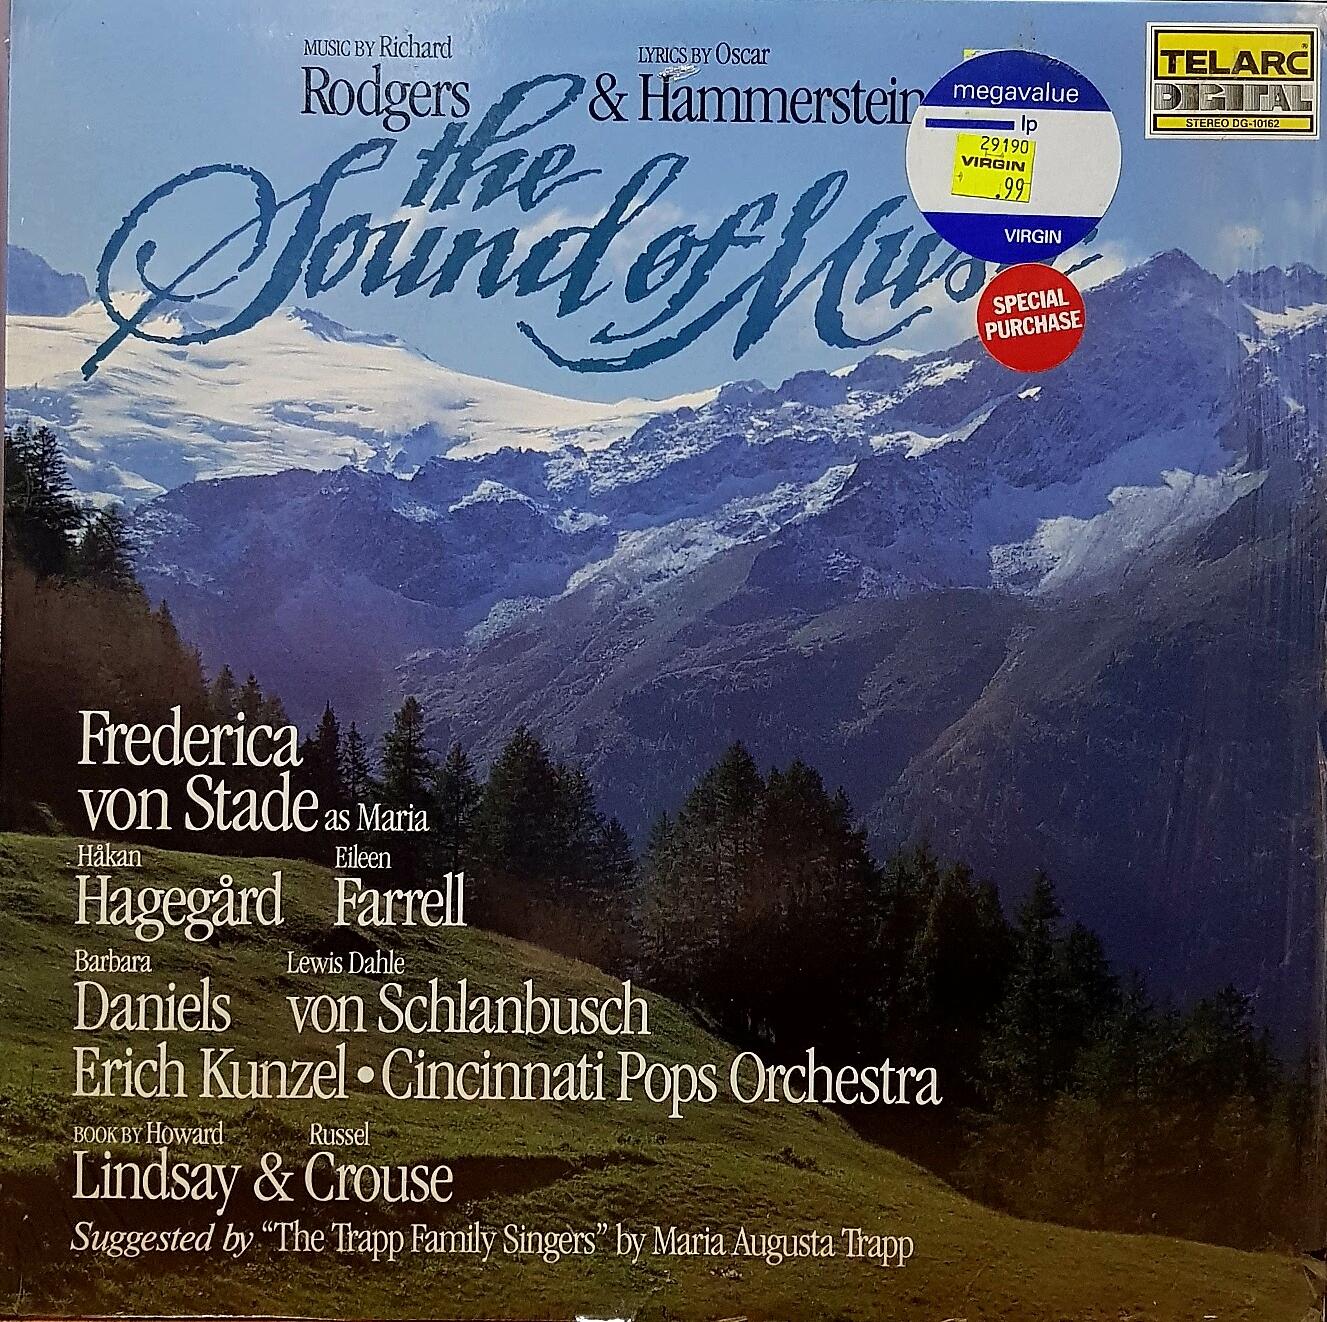 MUSIC BY Richard
Rodgers
LYRICS BY Oscar
& Hammerstein
the
Sound of Music
TELARC
DIGITAL
STEREO DG-10162
megavalue
lp
29190
VIRGIN
.99
VIRGIN
SPECIAL
PURCHASE
Frederica
von Stade as Maria
Håkan
Hagegård
Eileen
Farrell
Barbara
Daniels
Lewis Dahle
von Schlanbusch
Erich Kunzel • Cincinnati Pops Orchestra
BOOK BY Howard Russel
Lindsay & Crouse
Suggested by “The Trapp Family Singers” by Maria Augusta Trapp